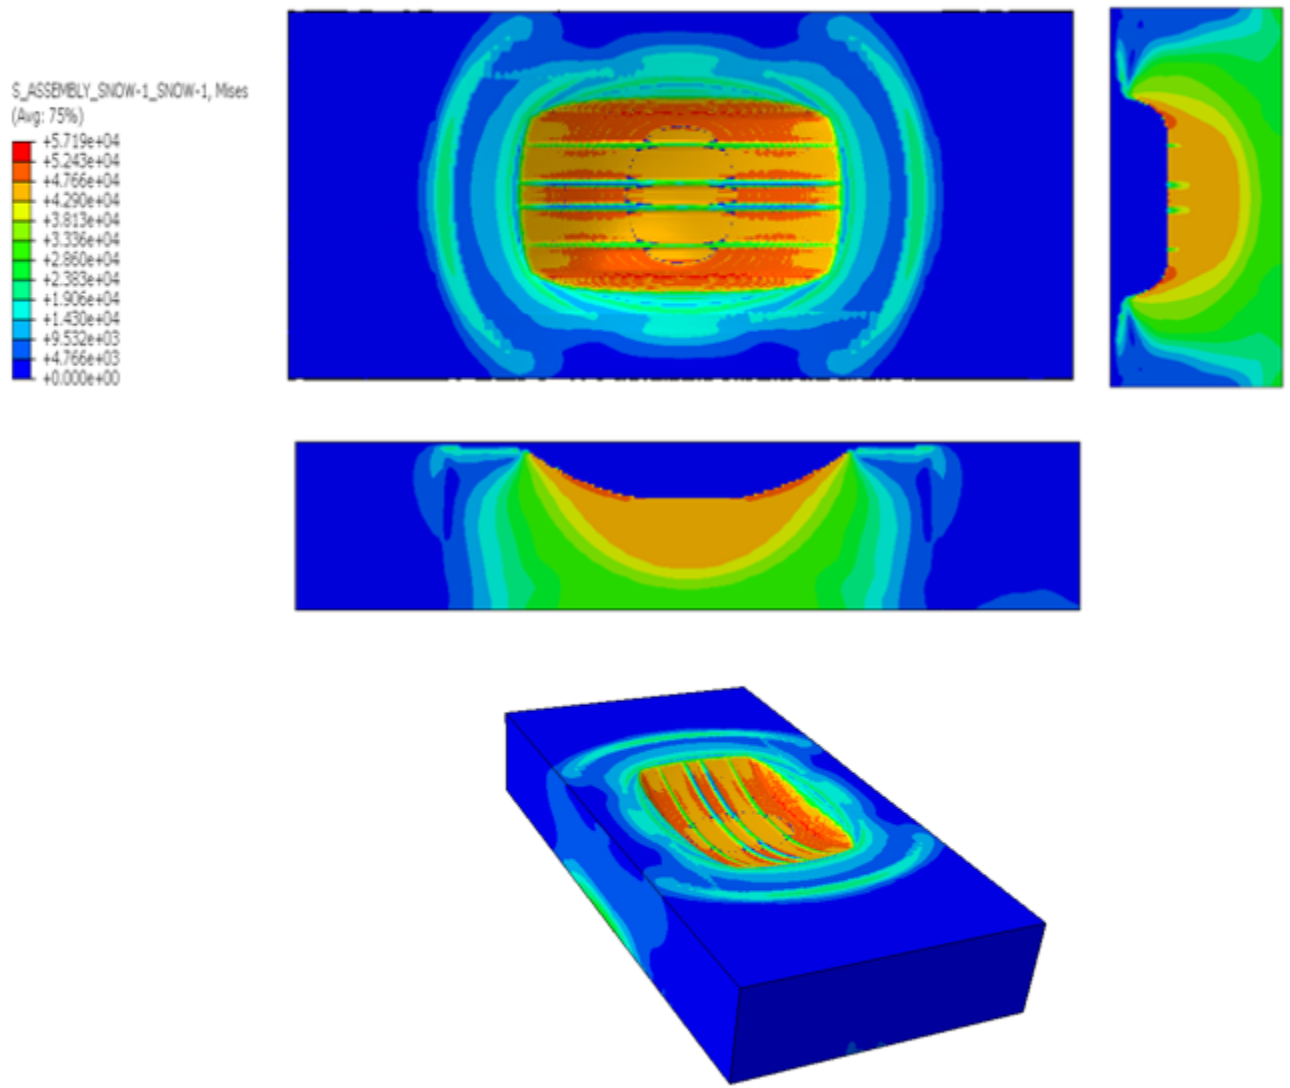 S_ASSEMBLY_SNOW-1_SNOW-1, Mises
(Avg: 75%)
+5.719e+04
+5.243e+04
+4.766e+04
+4.290e+04
+3.813e+04
+3.336e+04
+2.860e+04
+2.383e+04
+1.906e+04
+1.430e+04
+9.532e+03
+4.766e+03
+0.000e+00